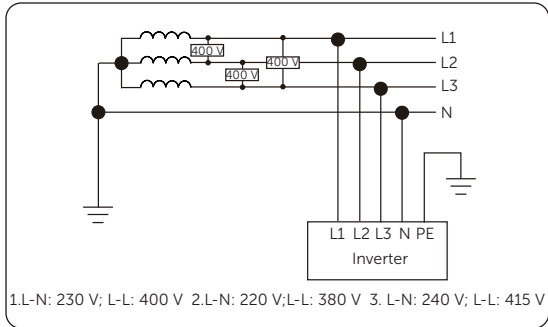 L1
400 V
400 V
L2
400 V
L3
N
L1 L2 L3 N PE
Inverter
1.L-N: 230 V; L-L: 400 V 2.L-N: 220 V;L-L: 380 V 3. L-N: 240 V; L-L: 415 V